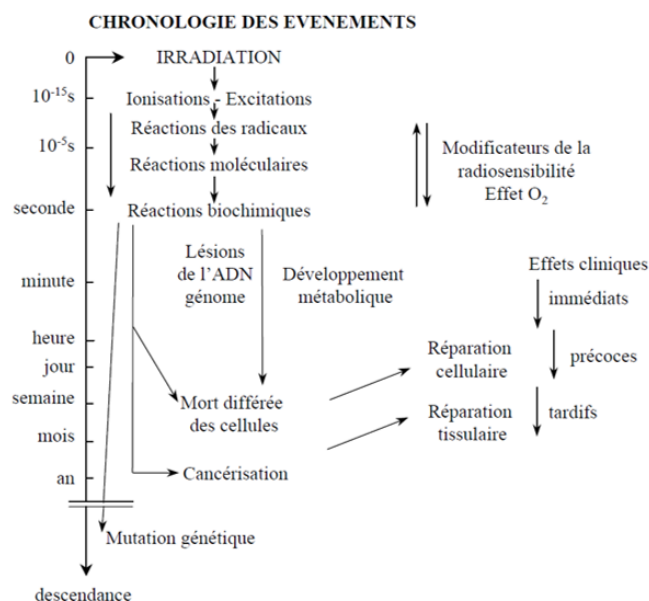 CHRONOLOGIE DES EVENEMENTS
0
IRRADIATION
10⁻¹⁵s
Ionisations - Excitations
Réactions des radicaux
10⁻⁵s
Réactions moléculaires
Modificateurs de la
radiosensibilité
Effet O₂
seconde
Réactions biochimiques
Lésions
de l'ADN
génome
Développement
métabolique
Effets cliniques
minute
immédiats
heure
jour
Réparation
cellulaire
précoces
semaine
Mort différée
des cellules
Réparation
tissulaire
tardifs
mois
an
Cancérisation
Mutation génétique
descendance